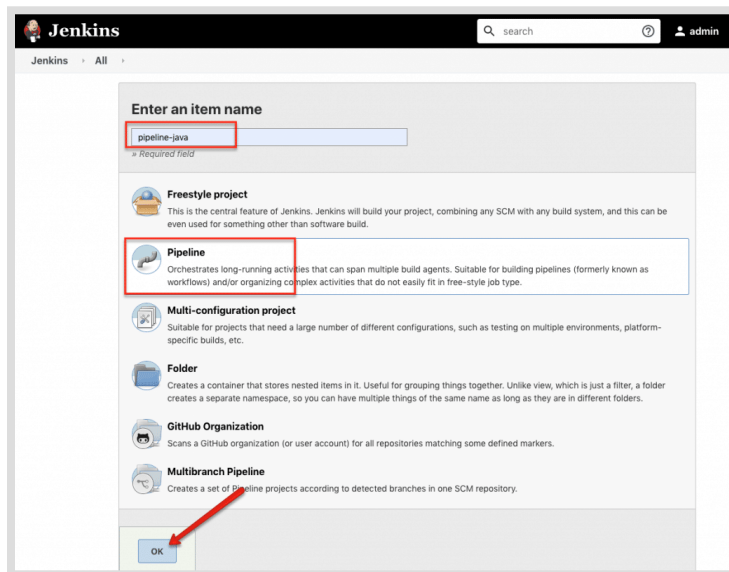 Jenkins
search
admin
Jenkins
All
Enter an item name
pipeline-java
» Required field
Freestyle project
This is the central feature of Jenkins. Jenkins will build your project, combining any SCM with any build system, and this can be
even used for something other than software build.
Pipeline
Orchestrates long-running activities that can span multiple build agents. Suitable for building pipelines (formerly known as
workflows) and/or organizing complex activities that do not easily fit in free-style job type.
Multi-configuration project
Suitable for projects that need a large number of different configurations, such as testing on multiple environments, platform-
specific builds, etc.
Folder
Creates a container that stores nested items in it. Useful for grouping things together. Unlike view, which is just a filter, a folder
creates a separate namespace, so you can have multiple things of the same name as long as they are in different folders.
GitHub Organization
Scans a GitHub organization (or user account) for all repositories matching some defined markers.
Multibranch Pipeline
Creates a set of Pipeline projects according to detected branches in one SCM repository.
OK